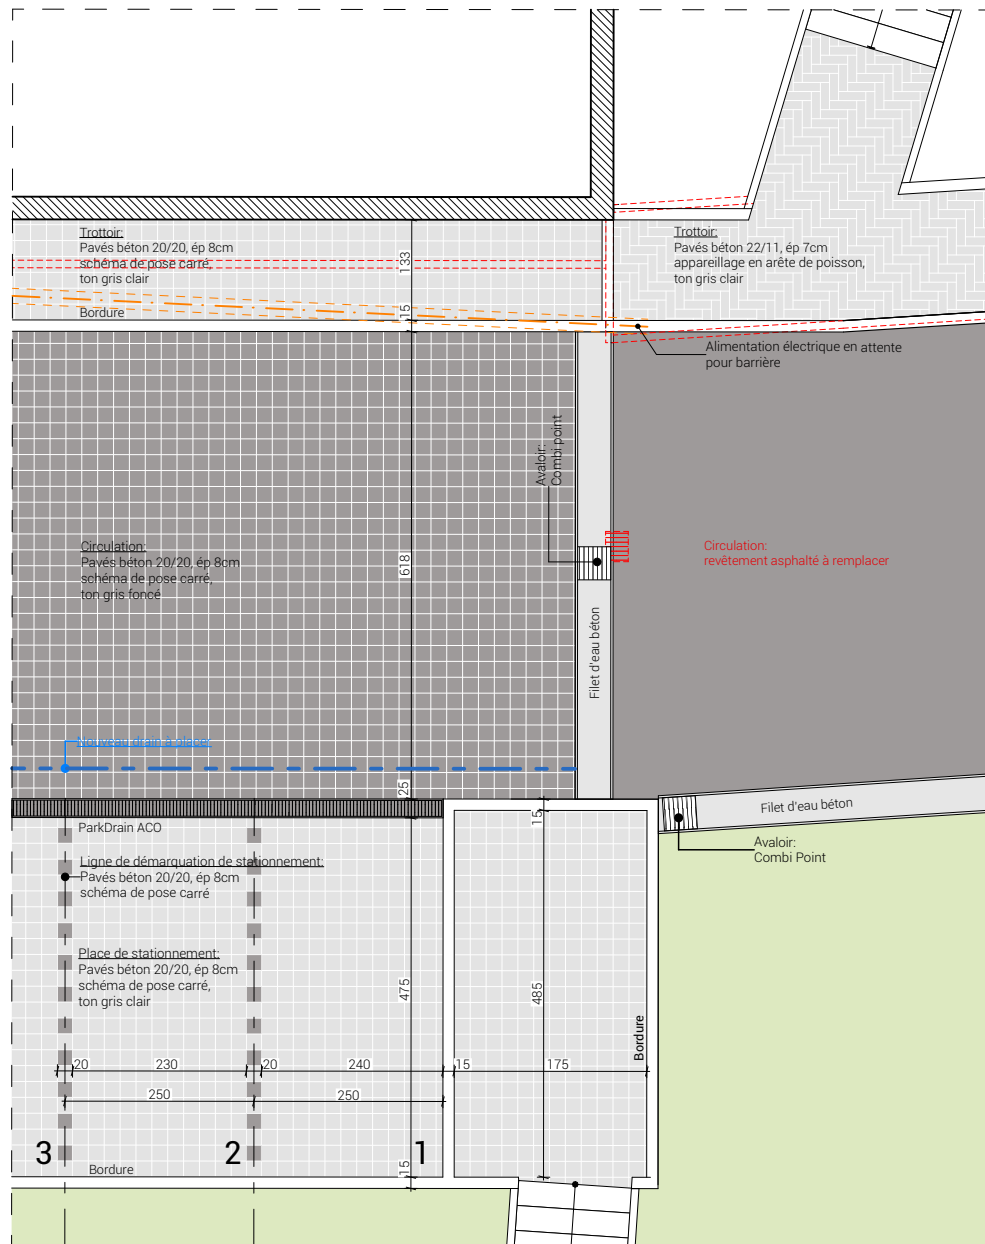 Trottoir:
Pavés béton 20/20, ép 8cm
schéma de pose carré,
ton gris clair
133
Trottoir:
Pavés béton 22/11, ép 7cm
appareillage en arête de poisson,
ton gris clair
Bordure
15
Alimentation électrique en attente
pour barrière
Avaloir:
Combi point
Circulation:
Pavés béton 20/20, ép 8cm
schéma de pose carré,
ton gris foncé
618
Circulation:
revêtement asphalté à remplacer
Filet d'eau béton
Nouveau drain à placer
25
ParkDrain ACO
15
Filet d'eau béton
Avaloir:
Combi Point
Ligne de démarquation de stationnement:
Pavés béton 20/20, ép 8cm
schéma de pose carré
Place de stationnement:
Pavés béton 20/20, ép 8cm
schéma de pose carré,
ton gris clair
475
485
Bordure
20
230
20
240
15
175
250
250
3
2
1
Bordure
15